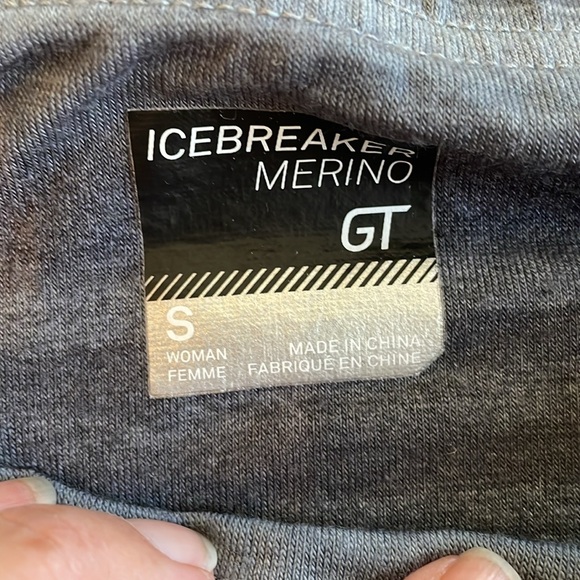 ICEBREAKER
MERINO
GT
S
WOMAN
FEMME
MADE IN CHINA
FABRIQUÉ EN CHINE